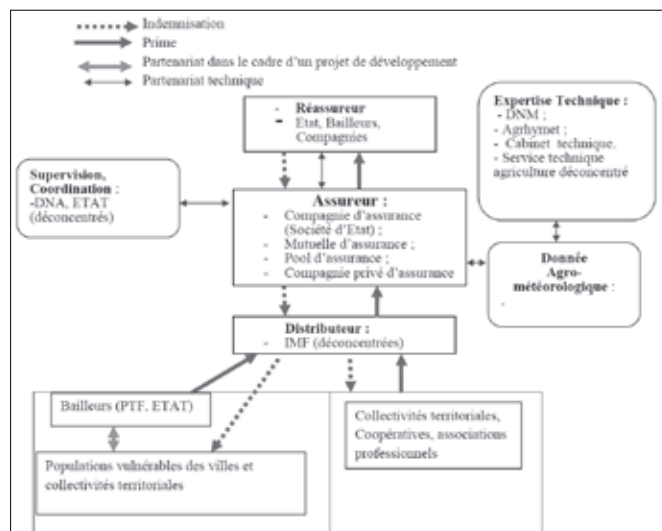 Indemnisation
Prime
Partenariat dans le cadre d'un projet de développement
Partenariat technique
- Réassureur
- Etat, Bailleurs,
Compagnies
Expertise Technique :
- DNM ;
- Agrhymet ;
- Cabinet technique.
- Service technique
agriculture déconcentré
Supervision,
Coordination :
-DNA, ETAT
(déconcentrés)
Assureur :
- Compagnie d'assurance
(Société d'Etat) ;
- Mutuelle d'assurance ;
- Pool d'assurance ;
- Compagnie privé d'assurance
Donnée
Agro-
météorologique :
.
Distributeur :
- IMF (déconcentrées)
Bailleurs (PTF, ETAT)
Populations vulnérables des villes et
collectivités territoriales
Collectivités territoriales,
Coopératives, associations
professionnels